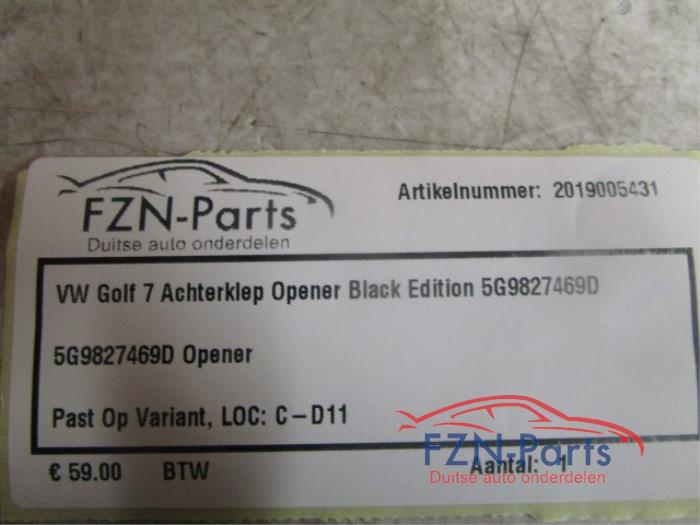 FZN-Parts
Duitse auto onderdelen
Artikelnummer: 2019005431
VW Golf 7 Achterklep Opener Black Edition 5G9827469D
5G9827469D Opener
Past Op Variant, LOC: C-D11
€ 59.00 BTW Aantal: 1
FZN-Parts
Duitse auto onderdelen